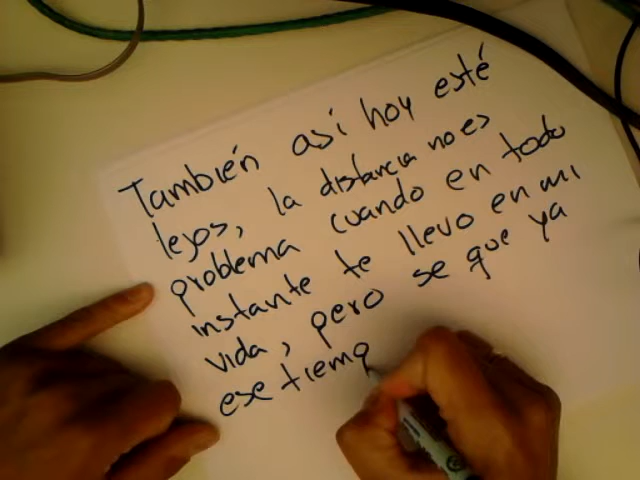 También así hoy esté
lejos, la distancia no es
problema cuando en todo
instante te llevo en mi
vida, pero se que ya
ese tiemp